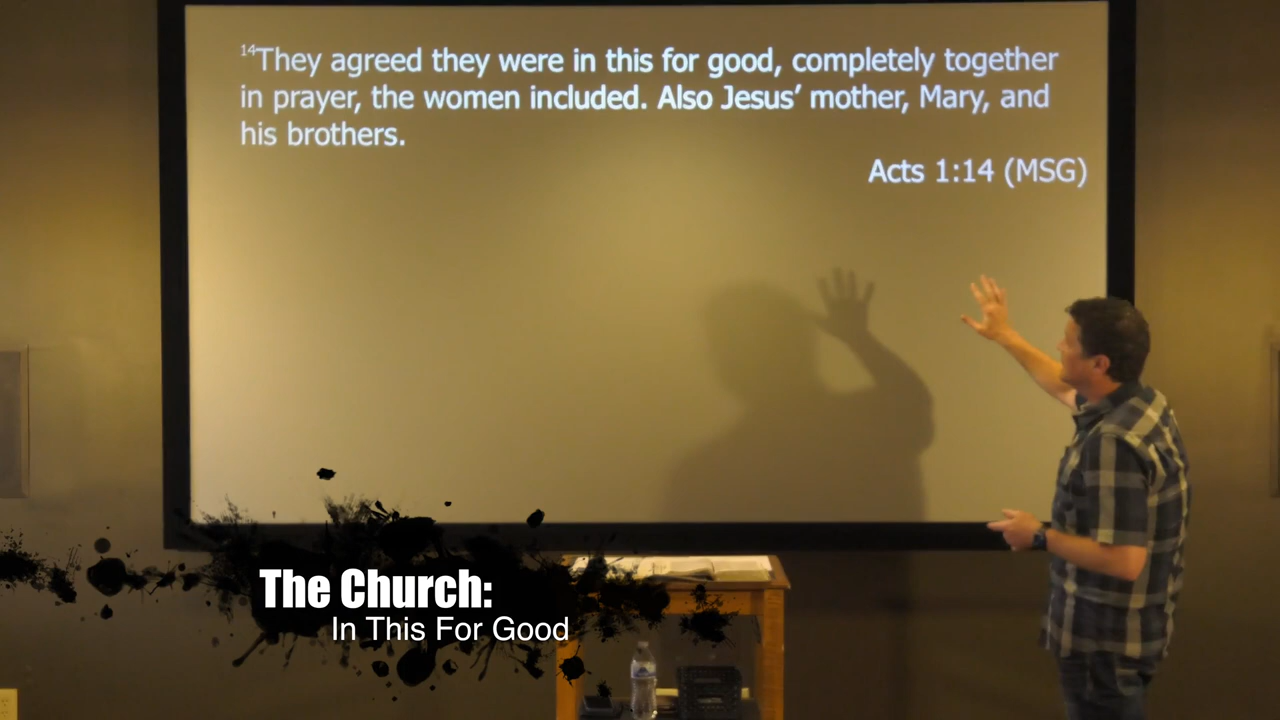 ¹⁴They agreed they were in this for good, completely together
in prayer, the women included. Also Jesus’ mother, Mary, and
his brothers.
Acts 1:14 (MSG)
The Church:
In This For Good